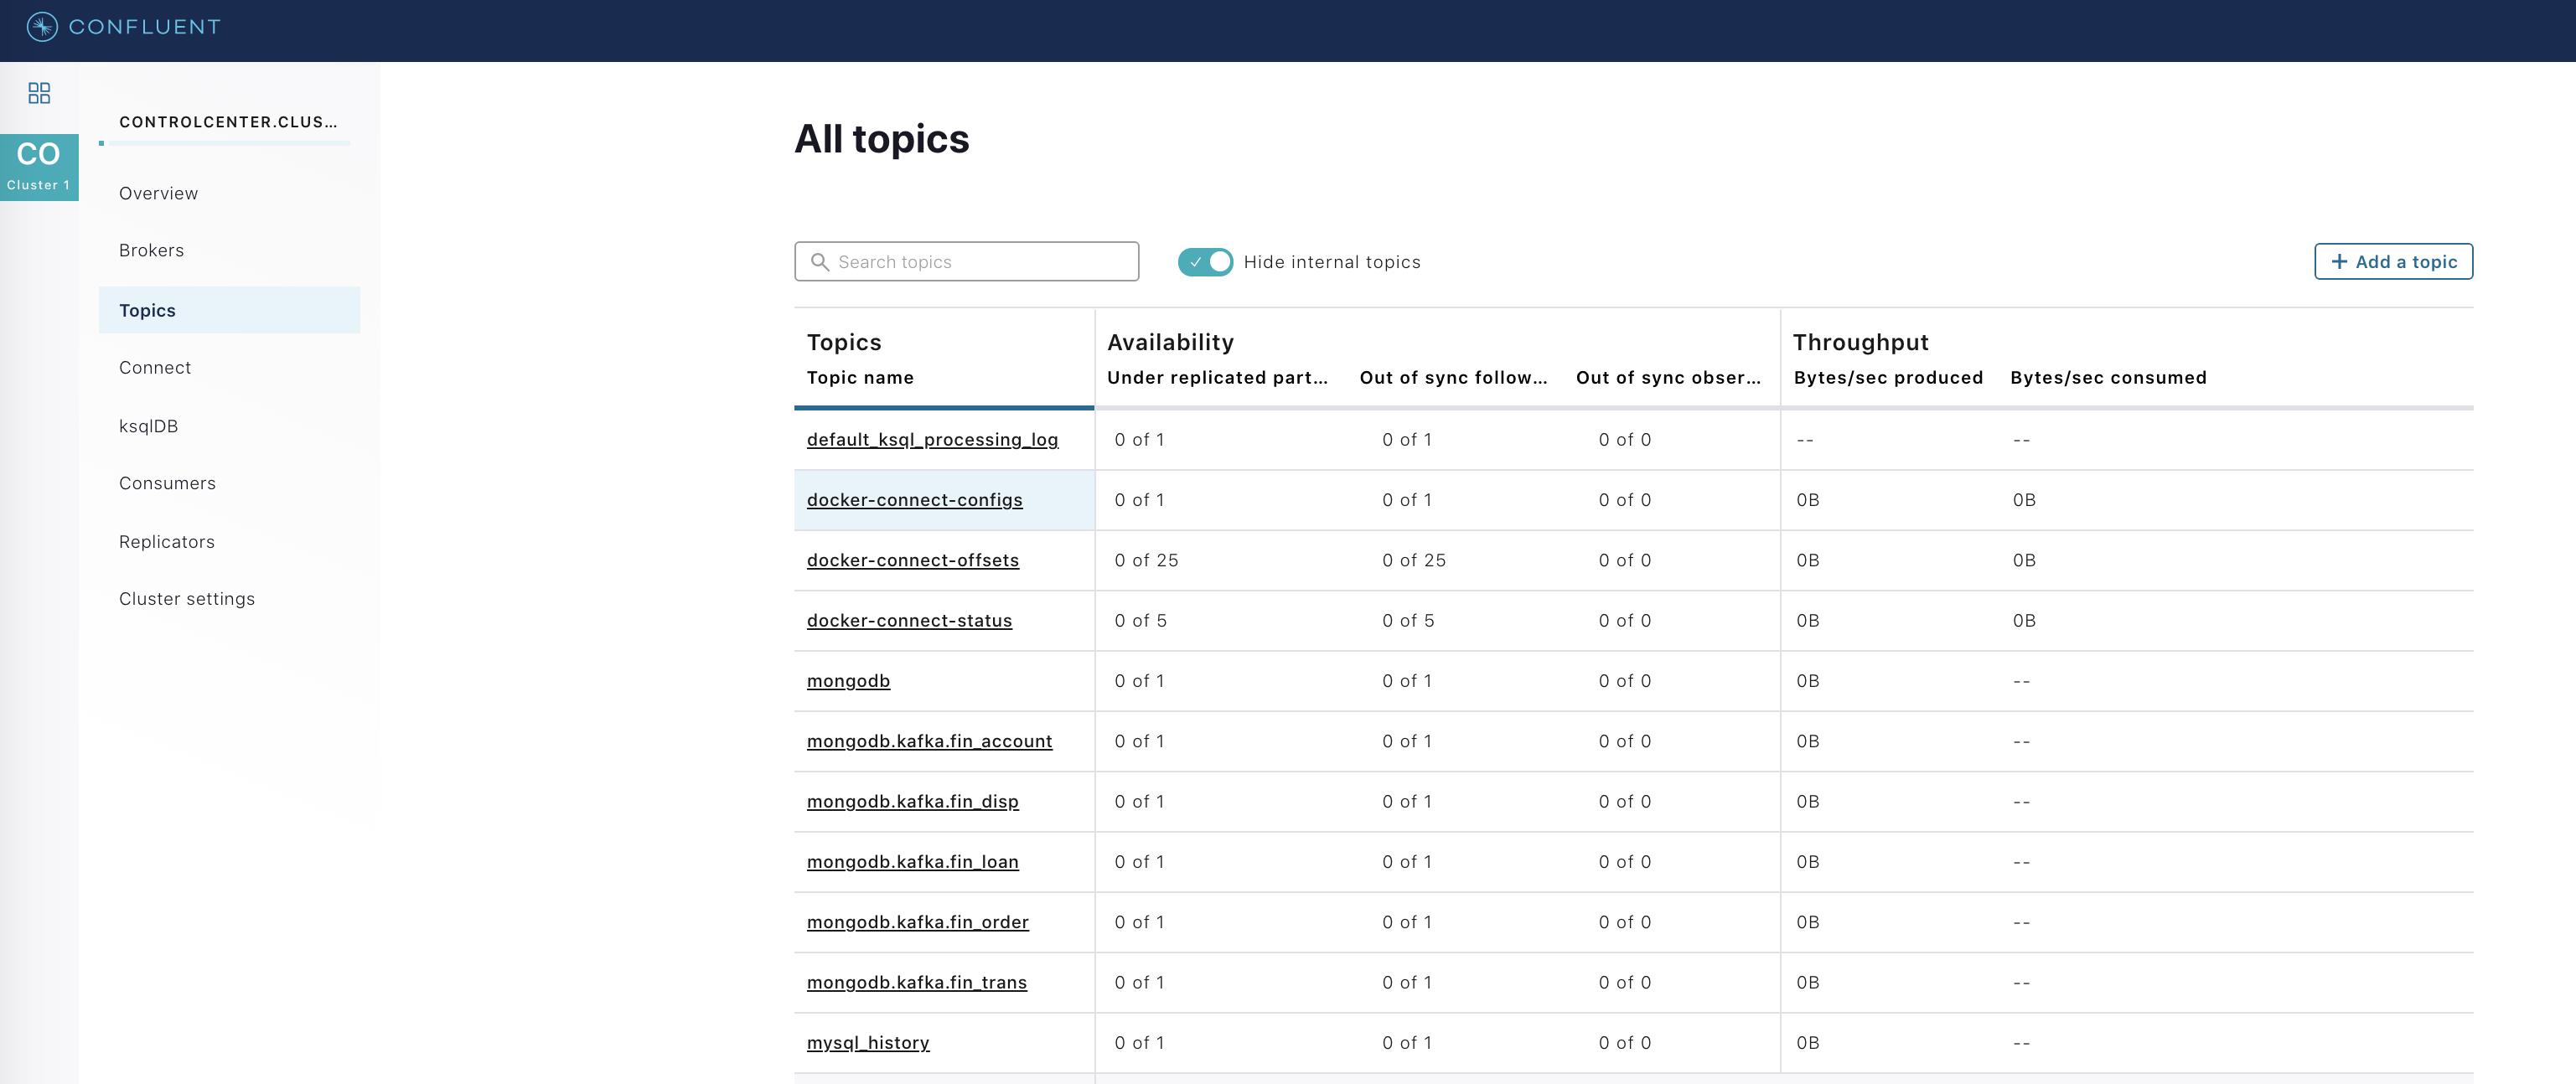 CONFLUENT
CO
Cluster 1
CONTROLCENTER.CLUS...
Overview
Brokers
Topics
Connect
ksqlDB
Consumers
Replicators
Cluster settings
All topics
Search topics
Hide internal topics
+ Add a topic
Topics Availability Throughput
Topic name Under replicated part... Out of sync follow... Out of sync obser... Bytes/sec produced Bytes/sec consumed
default_ksql_processing_log 0 of 1 0 of 1 0 of 0 -- --
docker-connect-configs 0 of 1 0 of 1 0 of 0 0B 0B
docker-connect-offsets 0 of 25 0 of 25 0 of 0 0B 0B
docker-connect-status 0 of 5 0 of 5 0 of 0 0B 0B
mongodb 0 of 1 0 of 1 0 of 0 0B --
mongodb.kafka.fin_account 0 of 1 0 of 1 0 of 0 0B --
mongodb.kafka.fin_disp 0 of 1 0 of 1 0 of 0 0B --
mongodb.kafka.fin_loan 0 of 1 0 of 1 0 of 0 0B --
mongodb.kafka.fin_order 0 of 1 0 of 1 0 of 0 0B --
mongodb.kafka.fin_trans 0 of 1 0 of 1 0 of 0 0B --
mysql_history 0 of 1 0 of 1 0 of 0 0B --